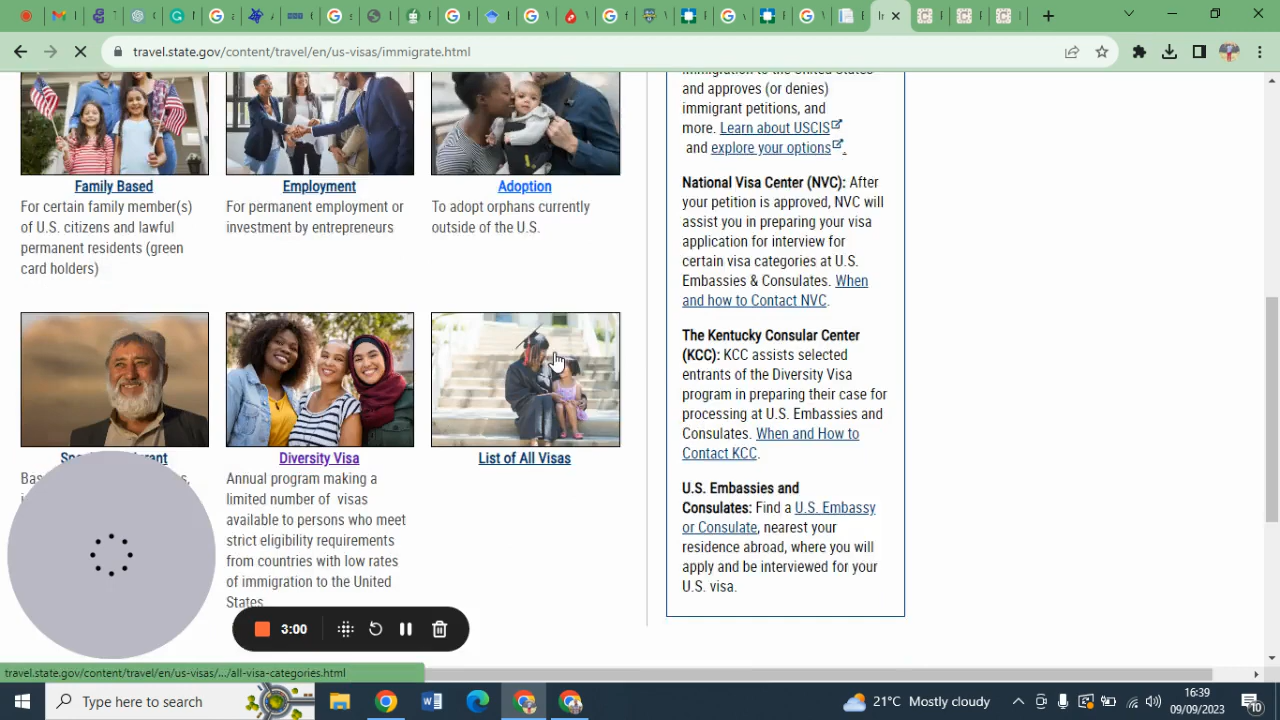 travel.state.gov/content/travel/en/us-visas/immigrate.html
Family Based
For certain family member(s)
of U.S. citizens and lawful
permanent residents (green
card holders)
Employment
For permanent employment or
investment by entrepreneurs
Adoption
To adopt orphans currently
outside of the U.S.
Diversity Visa
Annual program making a
limited number of visas
available to persons who meet
strict eligibility requirements
from countries with low rates
of immigration to the United
States
List of All Visas
and approves (or denies)
immigrant petitions, and
more. Learn about USCIS
and explore your options.
National Visa Center (NVC): After
your petition is approved, NVC will
assist you in preparing your visa
application for interview for
certain visa categories at U.S.
Embassies & Consulates. When
and how to Contact NVC.
The Kentucky Consular Center
(KCC): KCC assists selected
entrants of the Diversity Visa
program in preparing their case for
processing at U.S. Embassies and
Consulates. When and How to
Contact KCC.
U.S. Embassies and
Consulates: Find a U.S. Embassy
or Consulate, nearest your
residence abroad, where you will
apply and be interviewed for your
U.S. visa.
3:00
travel.state.gov/content/travel/en/us-visas/.../all-visa-categories.html
Type here to search
21°C Mostly cloudy
16:39
09/09/2023
10